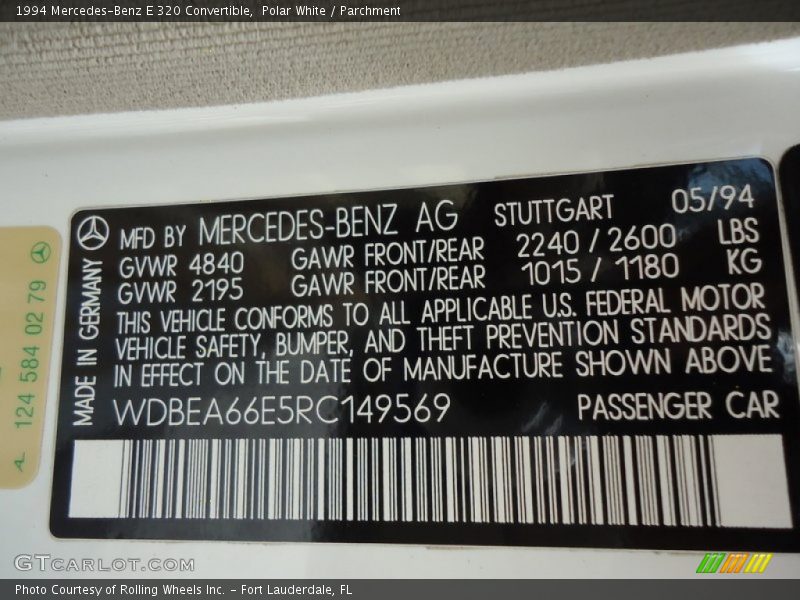 1994 Mercedes-Benz E 320 Convertible,  Polar White / Parchment
MFD BY MERCEDES-BENZ AG STUTTGART 05/94
GVWR 4840 GAWR FRONT/REAR 2240 / 2600 LBS
GVWR 2195 GAWR FRONT/REAR 1015 / 1180 KG
THIS VEHICLE CONFORMS TO ALL APPLICABLE U.S. FEDERAL MOTOR
VEHICLE SAFETY, BUMPER, AND THEFT PREVENTION STANDARDS
IN EFFECT ON THE DATE OF MANUFACTURE SHOWN ABOVE
WDBEA66E5RC149569 PASSENGER CAR
MADE IN GERMANY
124 584 02 79
GTCARLOT.COM
Photo Courtesy of Rolling Wheels Inc. - Fort Lauderdale, FL